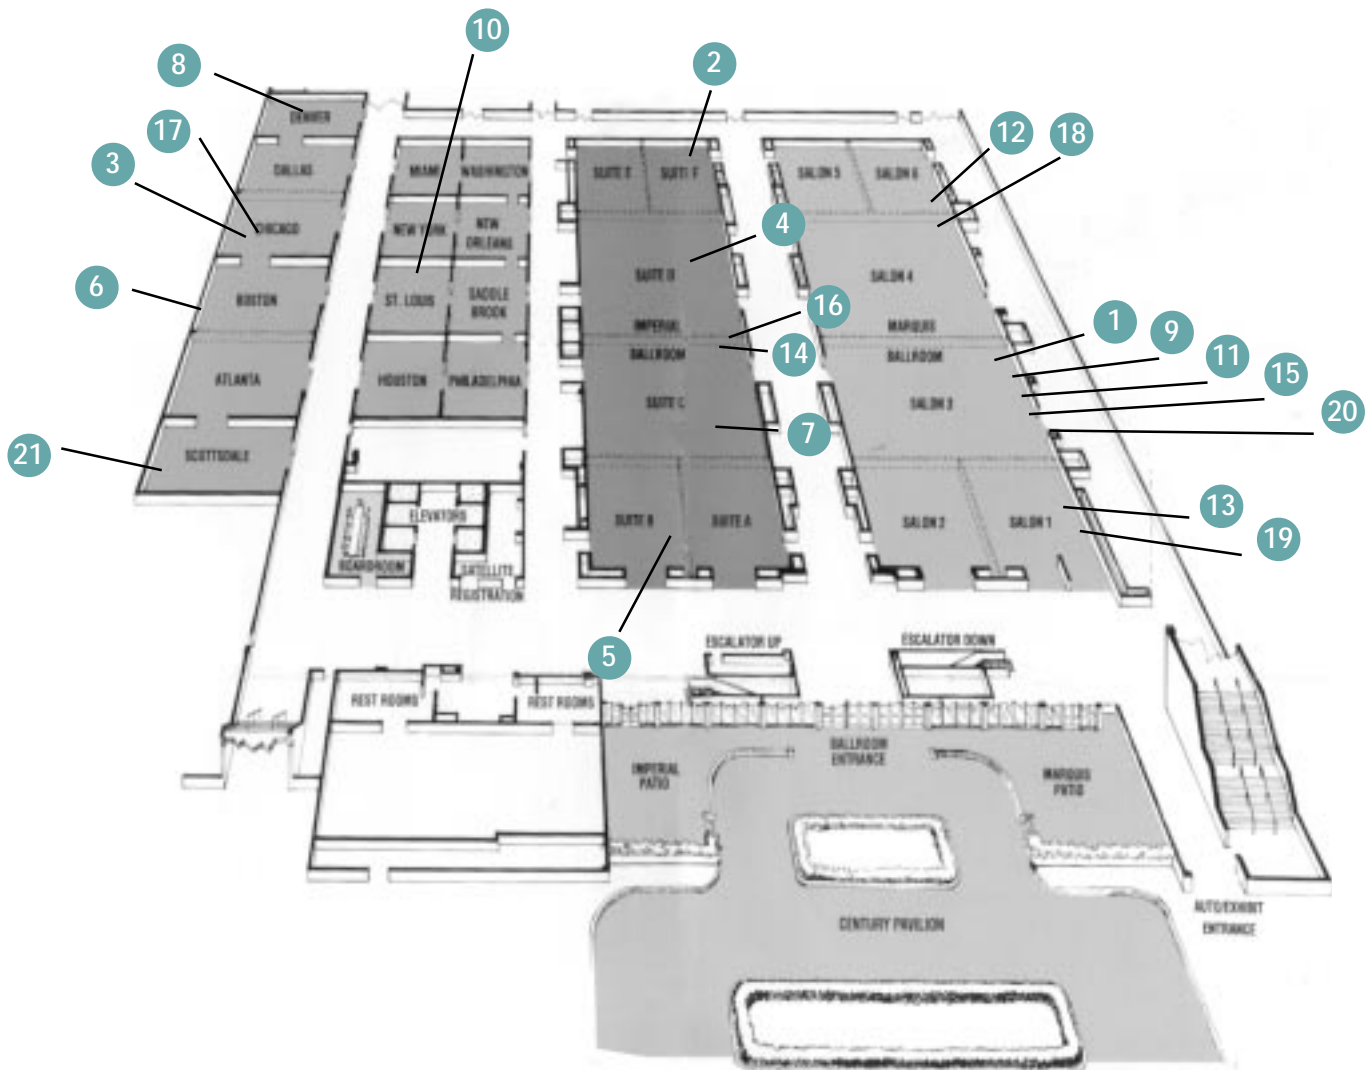 10
2
8
17
12
18
3
DENVER
DALLAS
MIAMI
WASHINGTON
SUITE F
SALON 5
SALON 6
CHICAGO
NEW YORK
NEW
ORLEANS
4
6
BOSTON
ST. LOUIS
SADDLE
BROOK
SUITE D
SALON 4
16
IMPERIAL
MARQUIS
1
14
BALLROOM
BALLROOM
9
11
15
ATLANTA
HOUSTON
PHILADELPHIA
SUITE C
SALON 3
20
21
SCOTTSDALE
7
ELEVATORS
SUITE B
SUITE A
SALON 2
SALON 1
13
19
BOARDROOM
SATELLITE
REGISTRATION
5
ESCALATOR UP
ESCALATOR DOWN
REST ROOMS
REST ROOMS
IMPERIAL
PATIO
BALLROOM
ENTRANCE
MARQUIS
PATIO
CENTURY PAVILION
AUTO/EXHIBIT
ENTRANCE